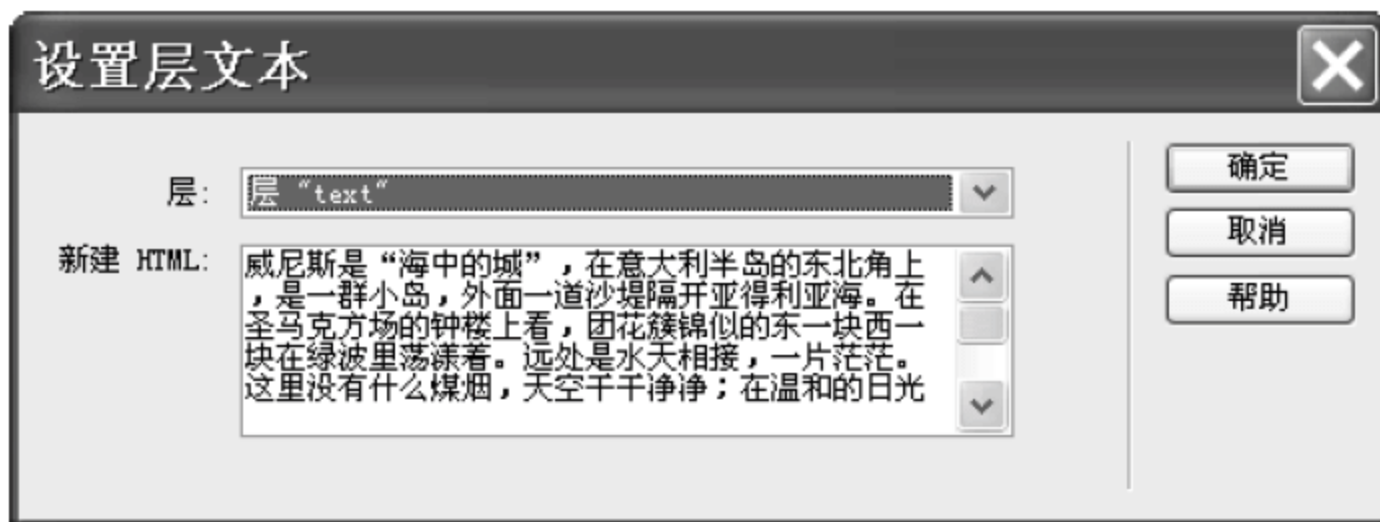 设置层文本
层: 层 "text"
新建 HTML:
威尼斯是“海中的城”，在意大利半岛的东北角上
，是一群小岛，外面一道沙堤隔开亚得利亚海。在
圣马克方场的钟楼上看，团花簇锦似的东一块西一
块在绿波里荡漾着。远处是水天相接，一片茫茫。
这里没有什么煤烟，天空干干净净；在温和的日光
确定
取消
帮助